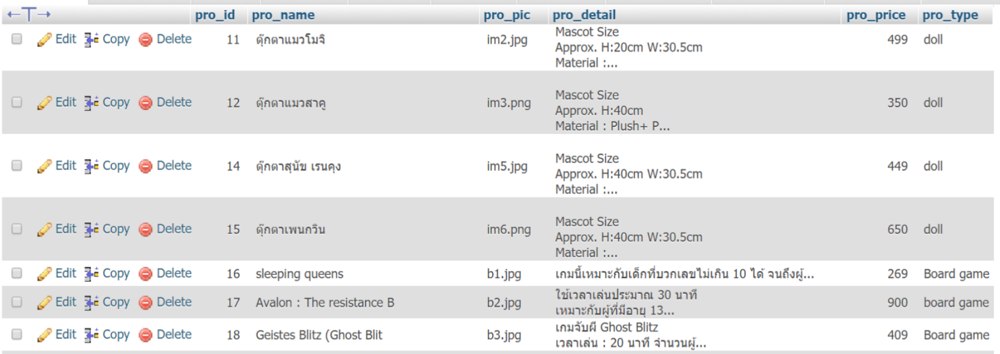 ←T→ pro_id pro_name pro_pic pro_detail pro_price pro_type
Edit Copy Delete 11 ตุ๊กตาแมวโมจิ im2.jpg Mascot Size 499 doll
Approx. H:20cm W:30.5cm
Material :...
Edit Copy Delete 12 ตุ๊กตาแมวสาคู im3.png Mascot Size 350 doll
Approx. H:40cm
Material : Plush+ P...
Edit Copy Delete 14 ตุ๊กตาสุนัข เรนคุง im5.jpg Mascot Size 449 doll
Approx. H:40cm W:30.5cm
Material :...
Edit Copy Delete 15 ตุ๊กตาเพนกวิน im6.png Mascot Size 650 doll
Approx. H:40cm W:30.5cm
Material :...
Edit Copy Delete 16 sleeping queens b1.jpg เกมนี้เหมาะกับเด็กที่บวกเลขไม่เกิน 10 ได้ จนถึงผู้... 269 Board game
Edit Copy Delete 17 Avalon : The resistance B b2.jpg ใช้เวลาเล่นประมาณ 30 นาที 900 board game
เหมาะกับผู้ที่มีอายุ 13...
Edit Copy Delete 18 Geistes Blitz (Ghost Blit b3.jpg เกมจับผี Ghost Blitz 409 Board game
เวลาเล่น : 20 นาที จำนวนผู้...